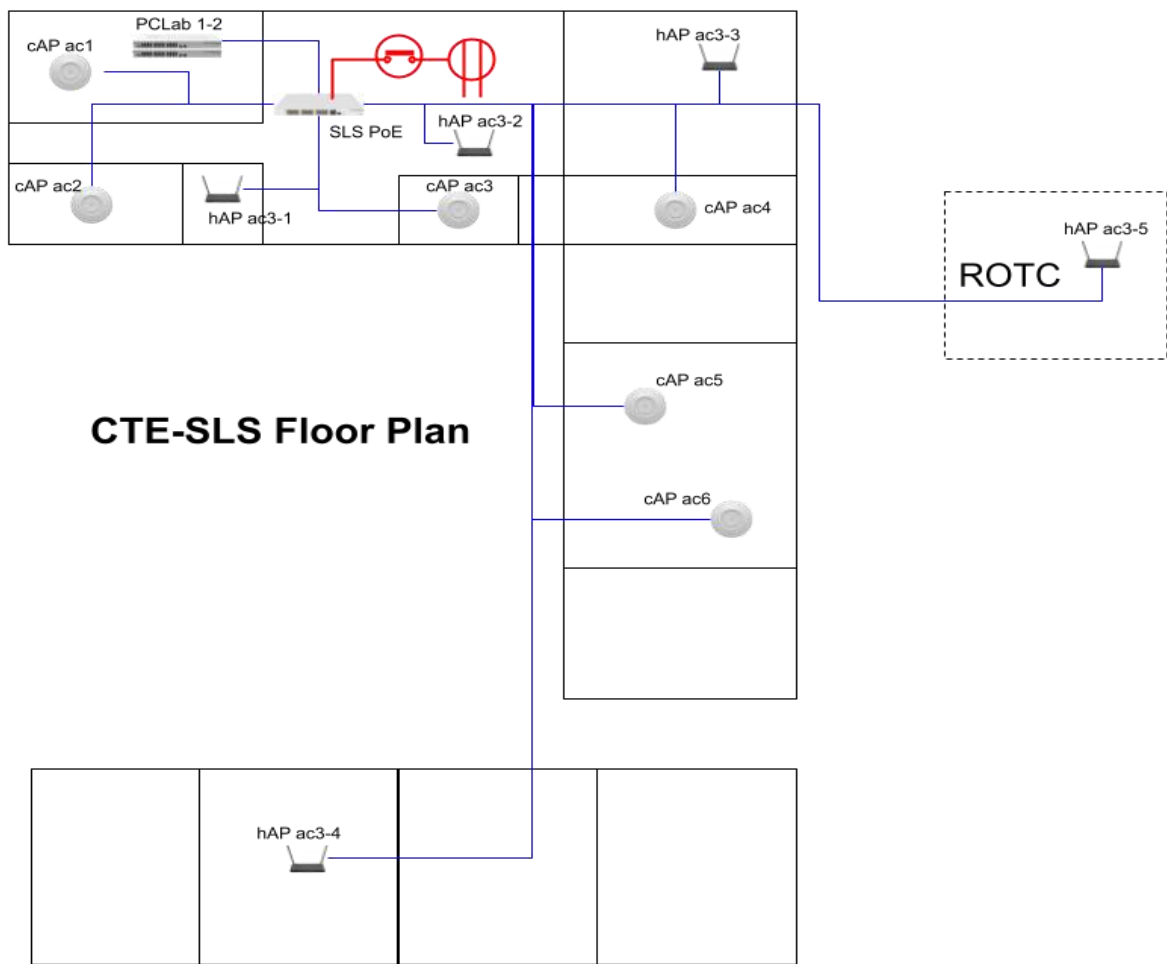 PCLab 1-2
cAP ac1
hAP ac3-3
SLS PoE
hAP ac3-2
cAP ac2
hAP ac3-1
cAP ac3
cAP ac4
hAP ac3-5
ROTC
cAP ac5
CTE-SLS Floor Plan
cAP ac6
hAP ac3-4